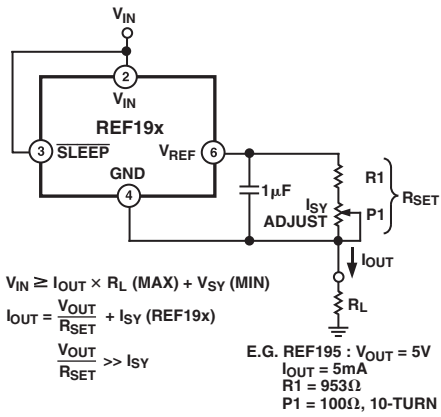 VIN
2
VIN
REF19x
3
SLEEP
VREF
6
GND
4
1μF
ISY
ADJUST
R1
P1
RSET
IOUT
RL
VIN ≥ IOUT × RL (MAX) + VSY (MIN)
IOUT = VOUT / RSET + ISY (REF19x)
VOUT / RSET >> ISY
E.G. REF195 : VOUT = 5V
IOUT = 5mA
R1 = 953Ω
P1 = 100Ω, 10-TURN